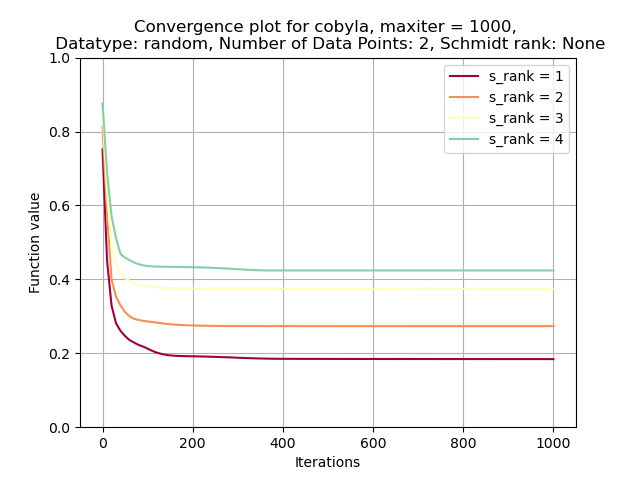 Convergence plot for cobyla, maxiter = 1000,
Datatype: random, Number of Data Points: 2, Schmidt rank: None
1.0
0.8
0.6
0.4
0.2
0.0
Function value
s_rank = 1
s_rank = 2
s_rank = 3
s_rank = 4
0
200
400
600
800
1000
Iterations